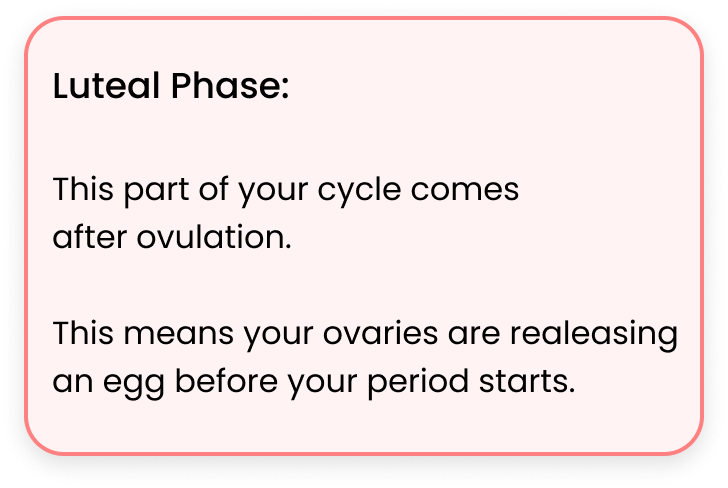 Luteal Phase:
This part of your cycle comes
after ovulation.
This means your ovaries are realeasing
an egg before your period starts.